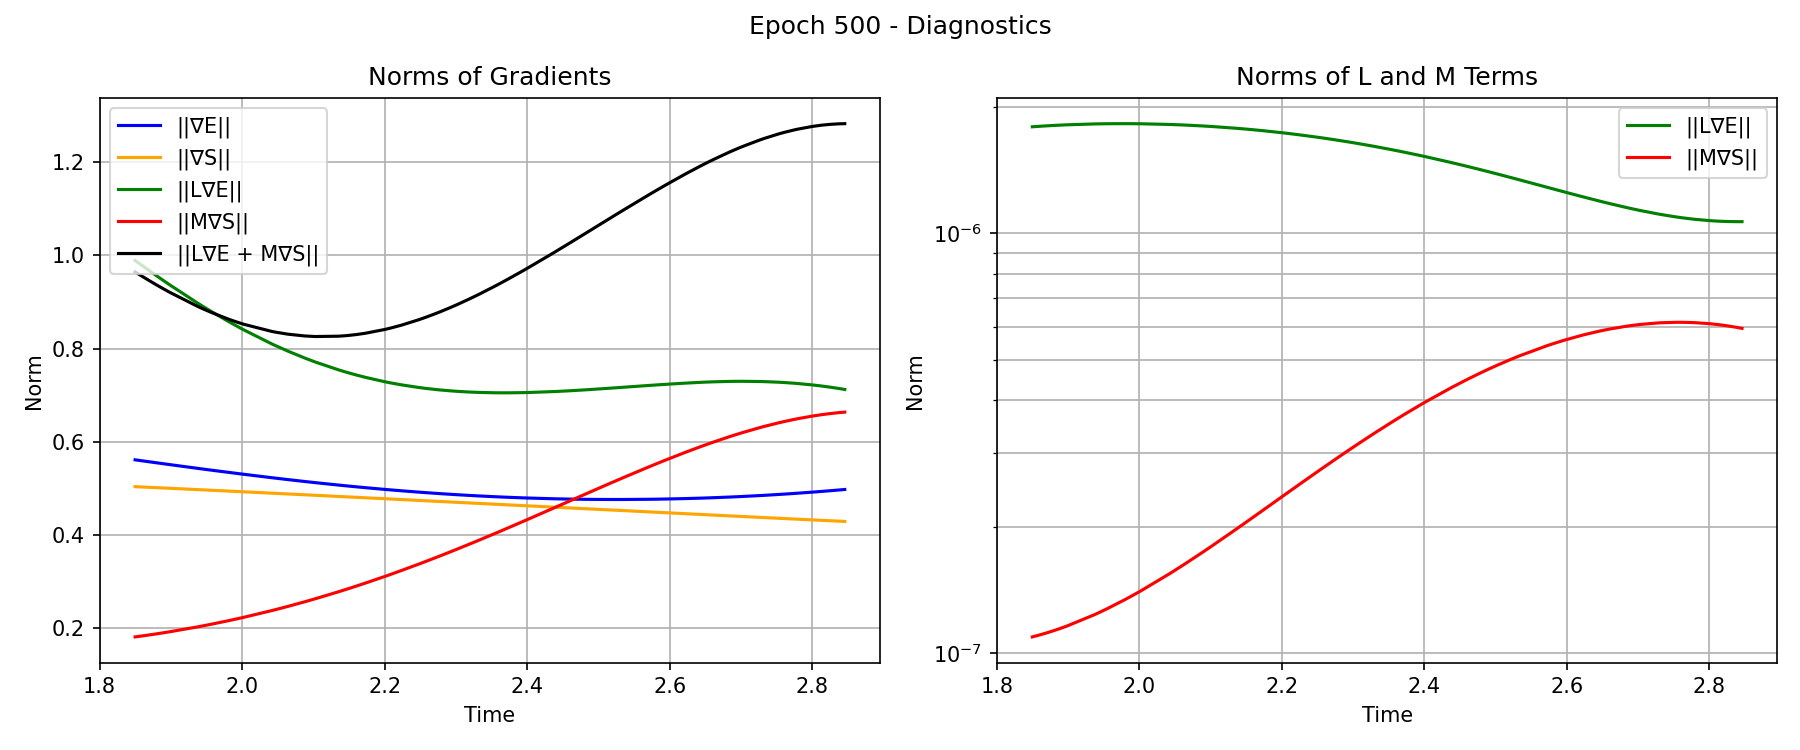 Epoch 500 - Diagnostics
Norms of Gradients
||∇E||
||∇S||
||L∇E||
||M∇S||
||L∇E + M∇S||
1.2
1.0
0.8
0.6
0.4
0.2
Norm
1.8 2.0 2.2 2.4 2.6 2.8
Time
Norms of L and M Terms
||L∇E||
||M∇S||
10⁻⁶
10⁻⁷
Norm
1.8 2.0 2.2 2.4 2.6 2.8
Time